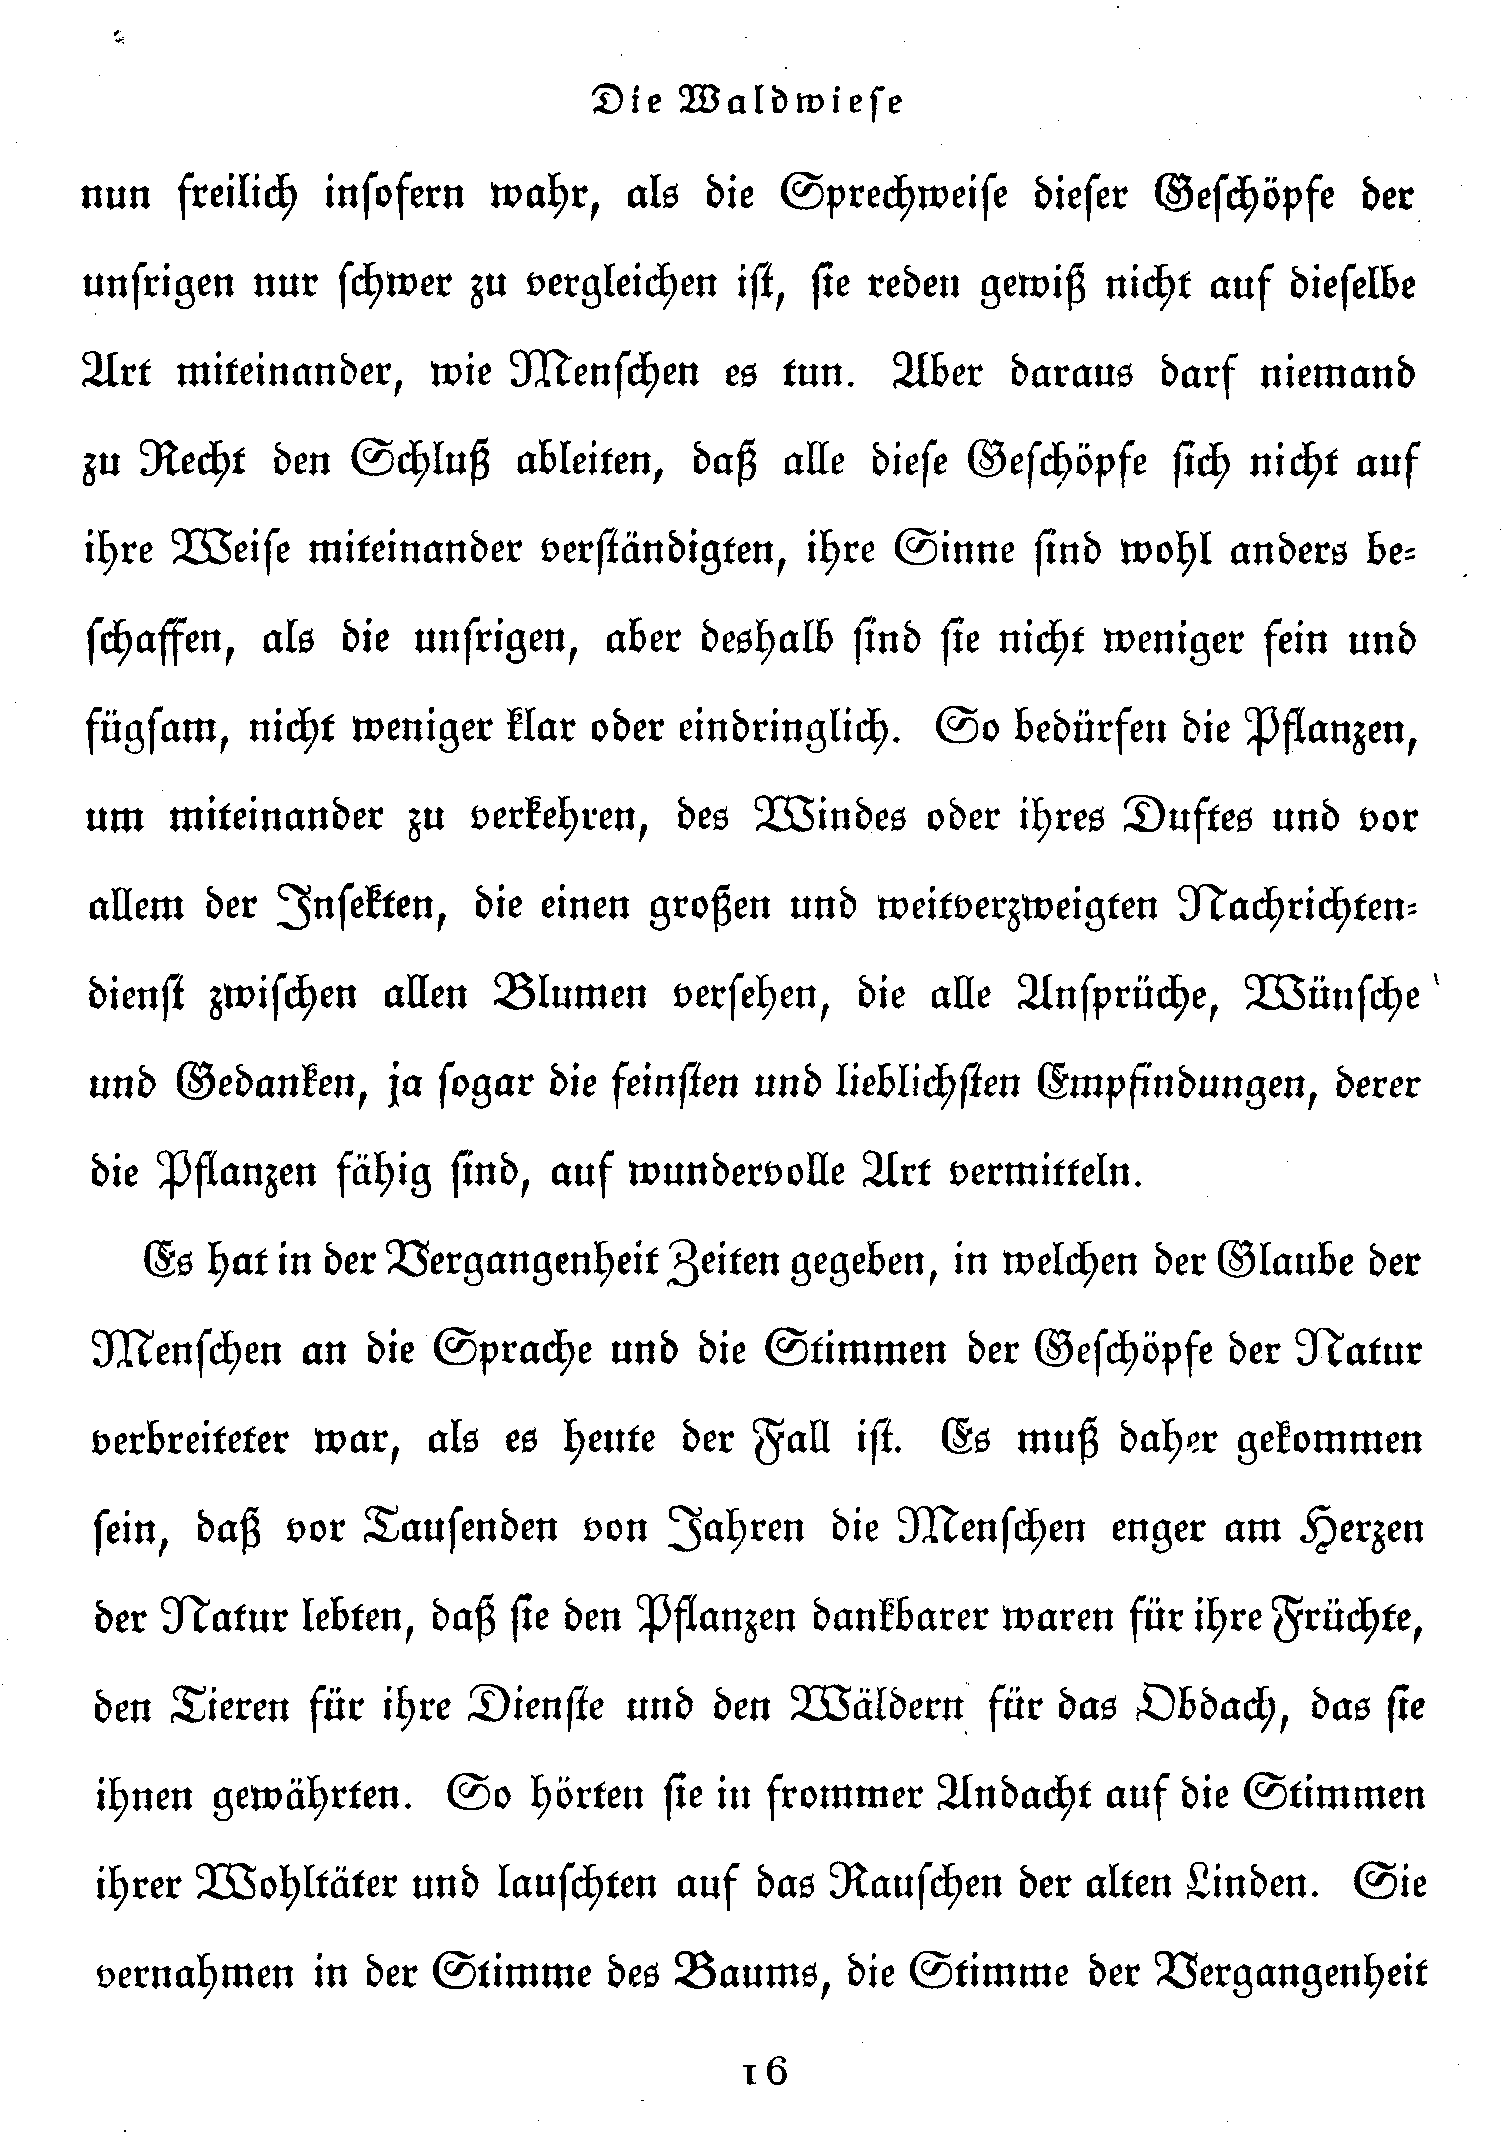 Die Waldwiese
nun freilich insofern wahr, als die Sprechweise dieser Geschöpfe der
unsrigen nur schwer zu vergleichen ist, sie reden gewiß nicht auf dieselbe
Art miteinander, wie Menschen es tun. Aber daraus darf niemand
zu Recht den Schluß ableiten, daß alle diese Geschöpfe sich nicht auf
ihre Weise miteinander verständigten, ihre Sinne sind wohl anders be-
schaffen, als die unsrigen, aber deshalb sind sie nicht weniger fein und
fügsam, nicht weniger klar oder eindringlich. So bedürfen die Pflanzen,
um miteinander zu verkehren, des Windes oder ihres Duftes und vor
allem der Insekten, die einen großen und weitverzweigten Nachrichten-
dienst zwischen allen Blumen versehen, die alle Ansprüche, Wünsche
und Gedanken, ja sogar die feinsten und lieblichsten Empfindungen, derer
die Pflanzen fähig sind, auf wundervolle Art vermitteln.
Es hat in der Vergangenheit Zeiten gegeben, in welchen der Glaube der
Menschen an die Sprache und die Stimmen der Geschöpfe der Natur
verbreiteter war, als es heute der Fall ist. Es muß daher gekommen
sein, daß vor Tausenden von Jahren die Menschen enger am Herzen
der Natur lebten, daß sie den Pflanzen dankbarer waren für ihre Früchte,
den Tieren für ihre Dienste und den Wäldern für das Obdach, das sie
ihnen gewährten. So hörten sie in frommer Andacht auf die Stimmen
ihrer Wohltäter und lauschten auf das Rauschen der alten Linden. Sie
vernahmen in der Stimme des Baums, die Stimme der Vergangenheit
16